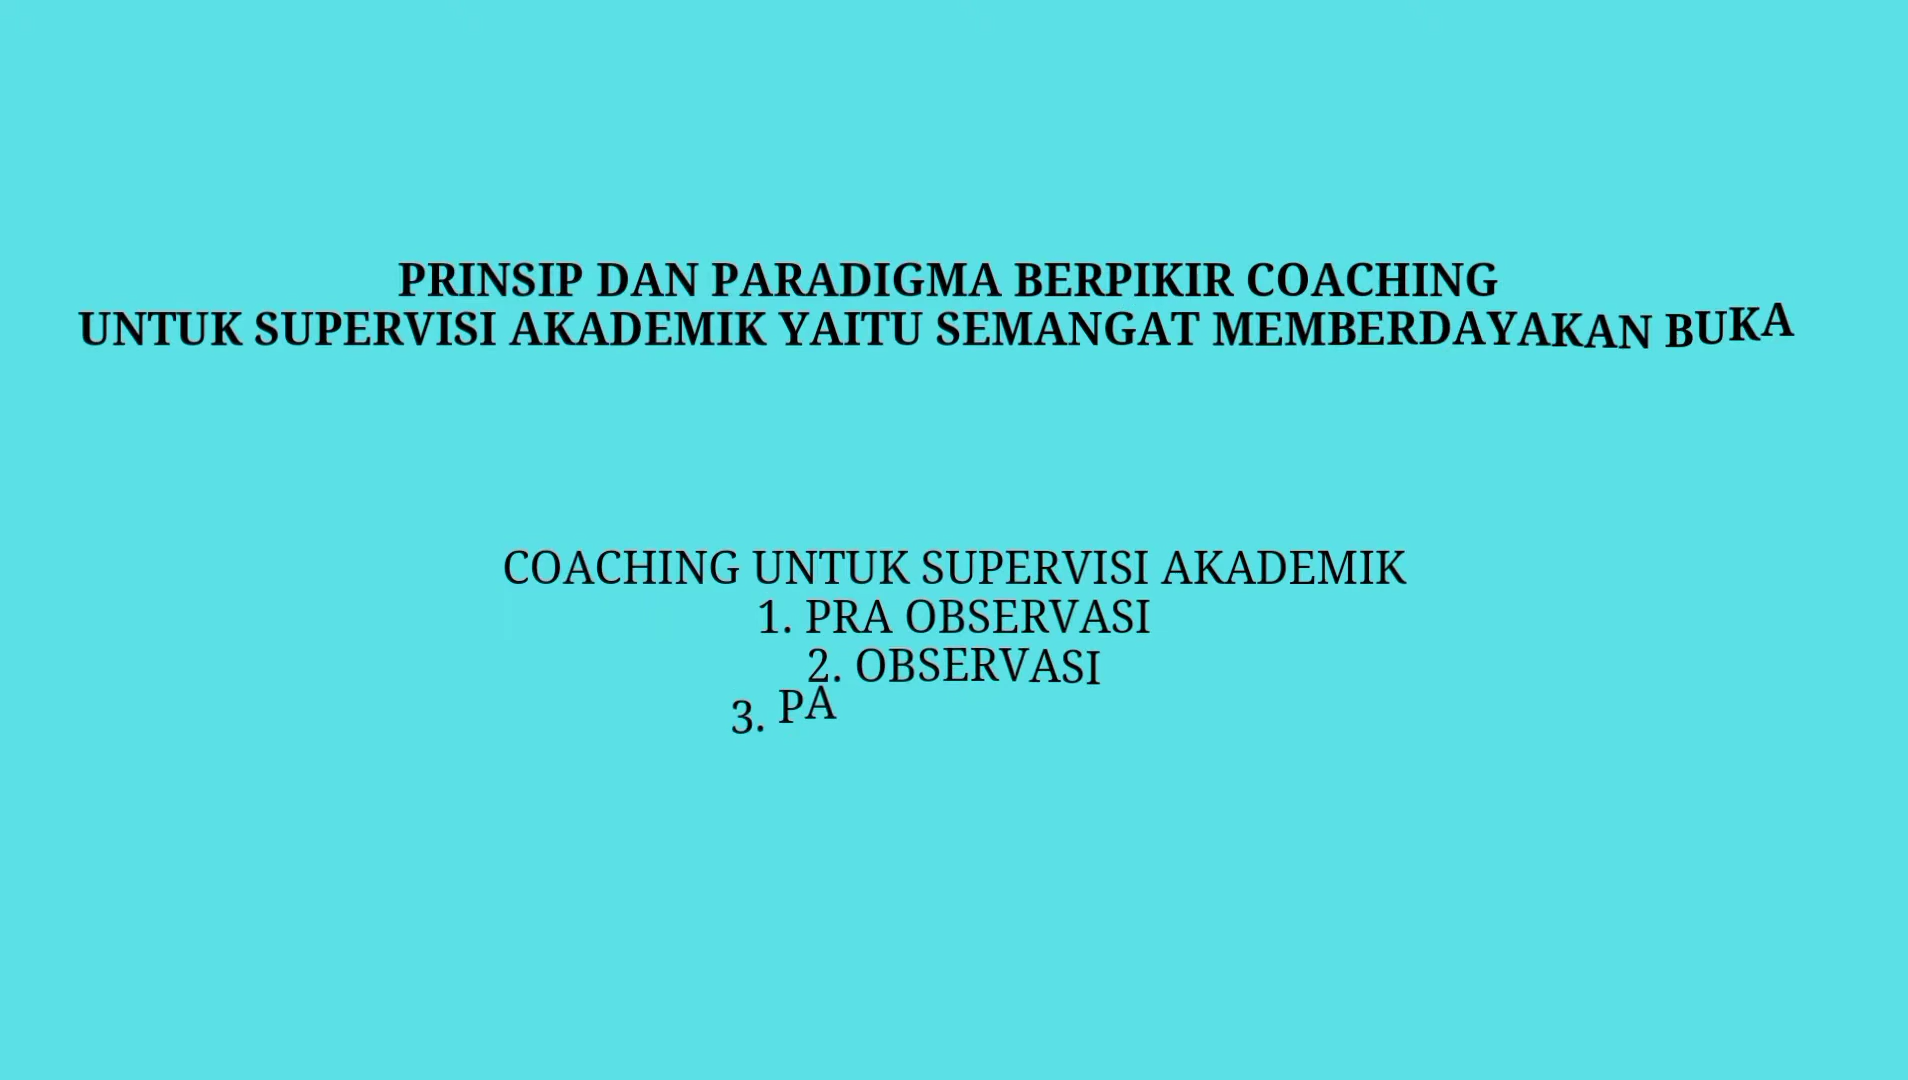 PRINSIP DAN PARADIGMA BERPIKIR COACHING
UNTUK SUPERVISI AKADEMIK YAITU SEMANGAT MEMBERDAYAKAN BUKA
COACHING UNTUK SUPERVISI AKADEMIK
1. PRA OBSERVASI
2. OBSERVASI
3. PA